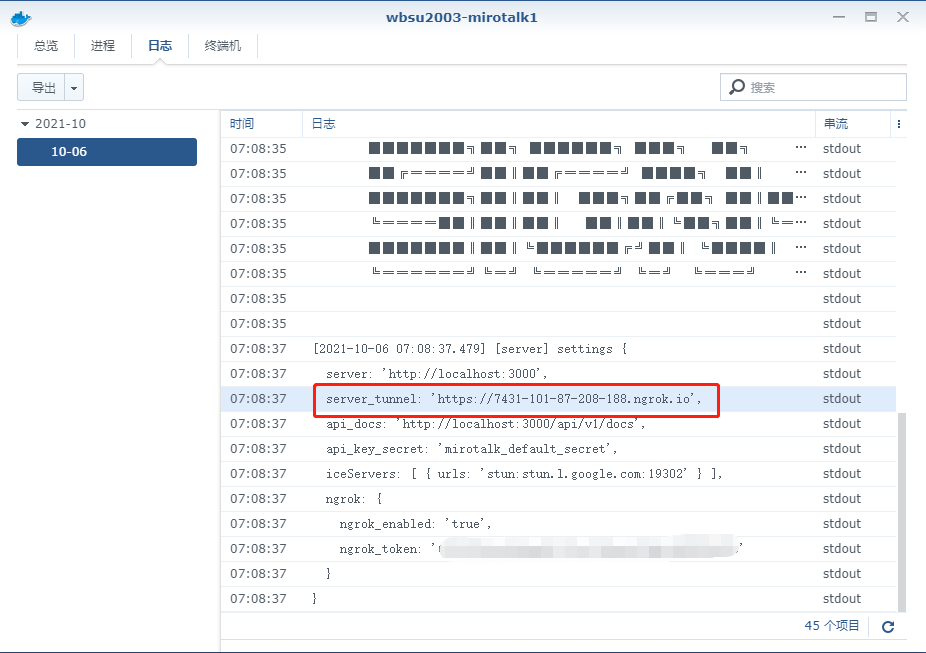 wbsu2003-mirotalk1
总览 进程 日志 终端机
导出 搜索
2021-10
10-06
时间 日志 串流
07:08:35 ··· stdout
07:08:35 ··· stdout
07:08:35 ··· stdout
07:08:35 ··· stdout
07:08:35 ··· stdout
07:08:35 ··· stdout
07:08:35 stdout
07:08:35 stdout
07:08:37 [2021-10-06 07:08:37.479] [server] settings { stdout
07:08:37 server: 'http://localhost:3000', stdout
07:08:37 server_tunnel: 'https://7431-101-87-208-188.ngrok.io', stdout
07:08:37 api_docs: 'http://localhost:3000/api/v1/docs', stdout
07:08:37 api_key_secret: 'mirotalk_default_secret', stdout
07:08:37 iceServers: [ { urls: 'stun:stun.l.google.com:19302' } ], stdout
07:08:37 ngrok: { stdout
07:08:37 ngrok_enabled: 'true', stdout
07:08:37 ngrok_token: ' ' stdout
07:08:37 } stdout
07:08:37 } stdout
45 个项目